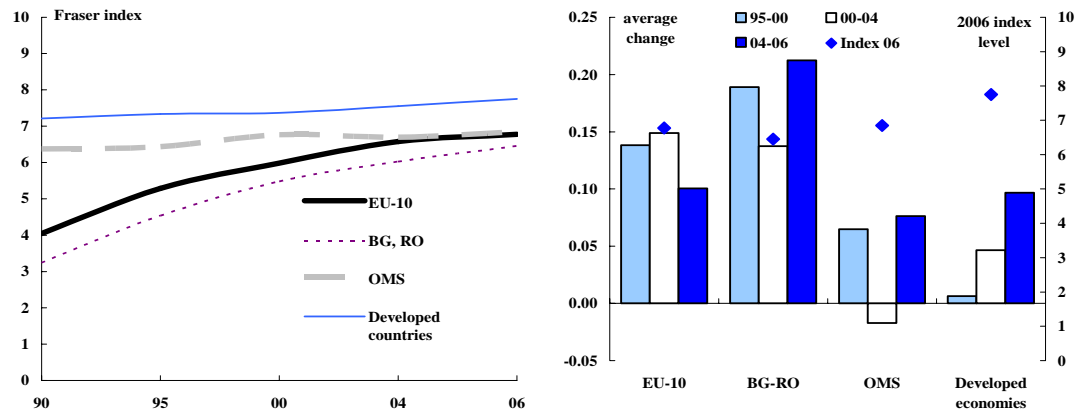 Fraser index
10
9
8
7
6
5
4
3
2
1
0
90
95
00
04
06
EU-10
BG, RO
OMS
Developed
countries
average
change
95-00
00-04
04-06
Index 06
2006 index
level
0.25
0.20
0.15
0.10
0.05
0.00
-0.05
10
9
8
7
6
5
4
3
2
1
0
EU-10
BG-RO
OMS
Developed
economies